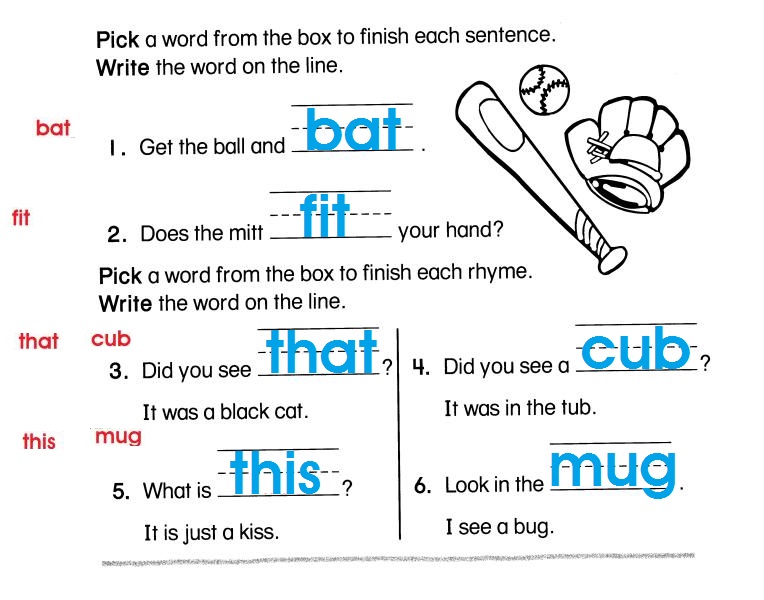 Pick a word from the box to finish each sentence.
Write the word on the line.
bat
1. Get the ball and bat .
fit
2. Does the mitt fit your hand?
Pick a word from the box to finish each rhyme.
Write the word on the line.
that cub
3. Did you see that ?
It was a black cat.
4. Did you see a cub ?
It was in the tub.
this mug
5. What is this ?
It is just a kiss.
6. Look in the mug .
I see a bug.